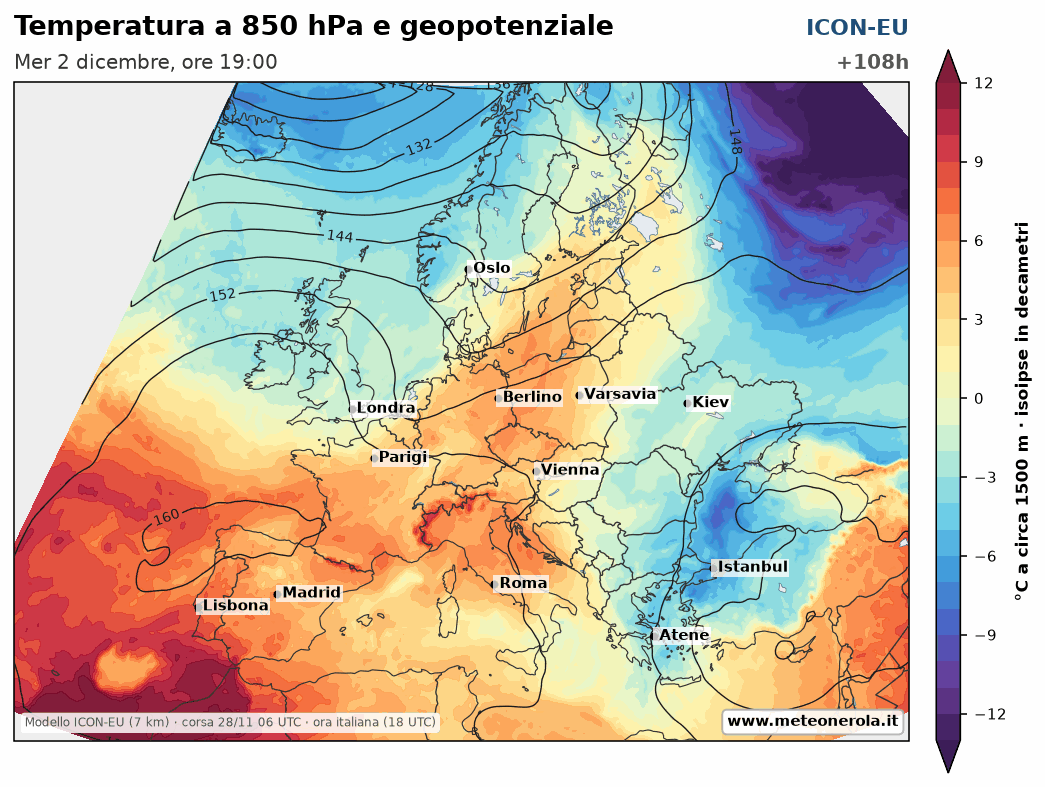 Temperatura a 850 hPa e geopotenziale
ICON-EU
Mer 2 dicembre, ore 19:00
+108h
132
148
144
152
160
Oslo
Londra
Berlino
Varsavia
Kiev
Parigi
Vienna
Istanbul
Roma
Madrid
Lisbona
Atene
Modello ICON-EU (7 km) · corsa 28/11 06 UTC · ora italiana (18 UTC)
www.meteonerola.it
12
9
6
3
0
−3
−6
−9
−12
°C a circa 1500 m · isoipse in decametri